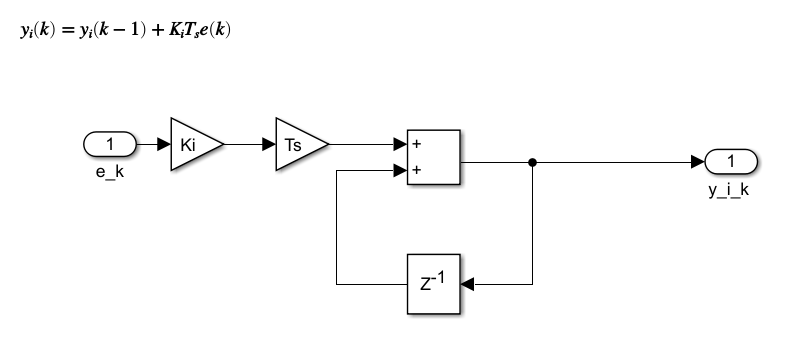 yᵢ(k) = yᵢ(k − 1) + KᵢTₛe(k)
1
Ki
Ts
+
+
1
e_k
y_i_k
Z⁻¹